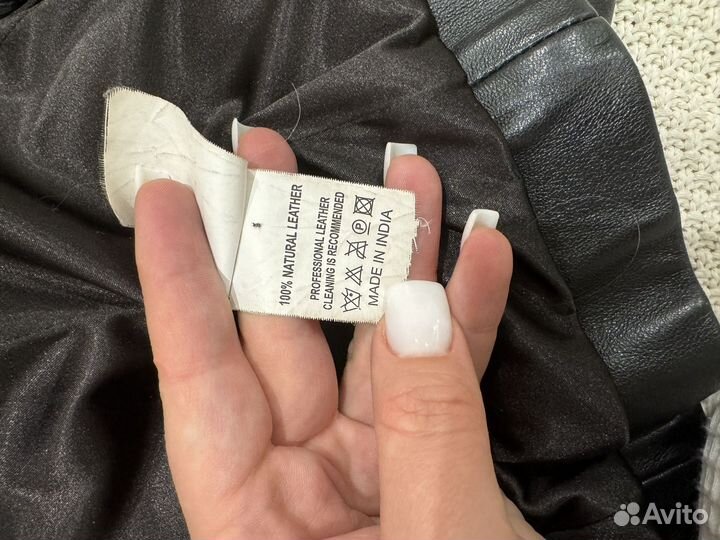 100% NATURAL LEATHER
PROFESSIONAL LEATHER
CLEANING IS RECOMMENDED
P
MADE IN INDIA
Avito